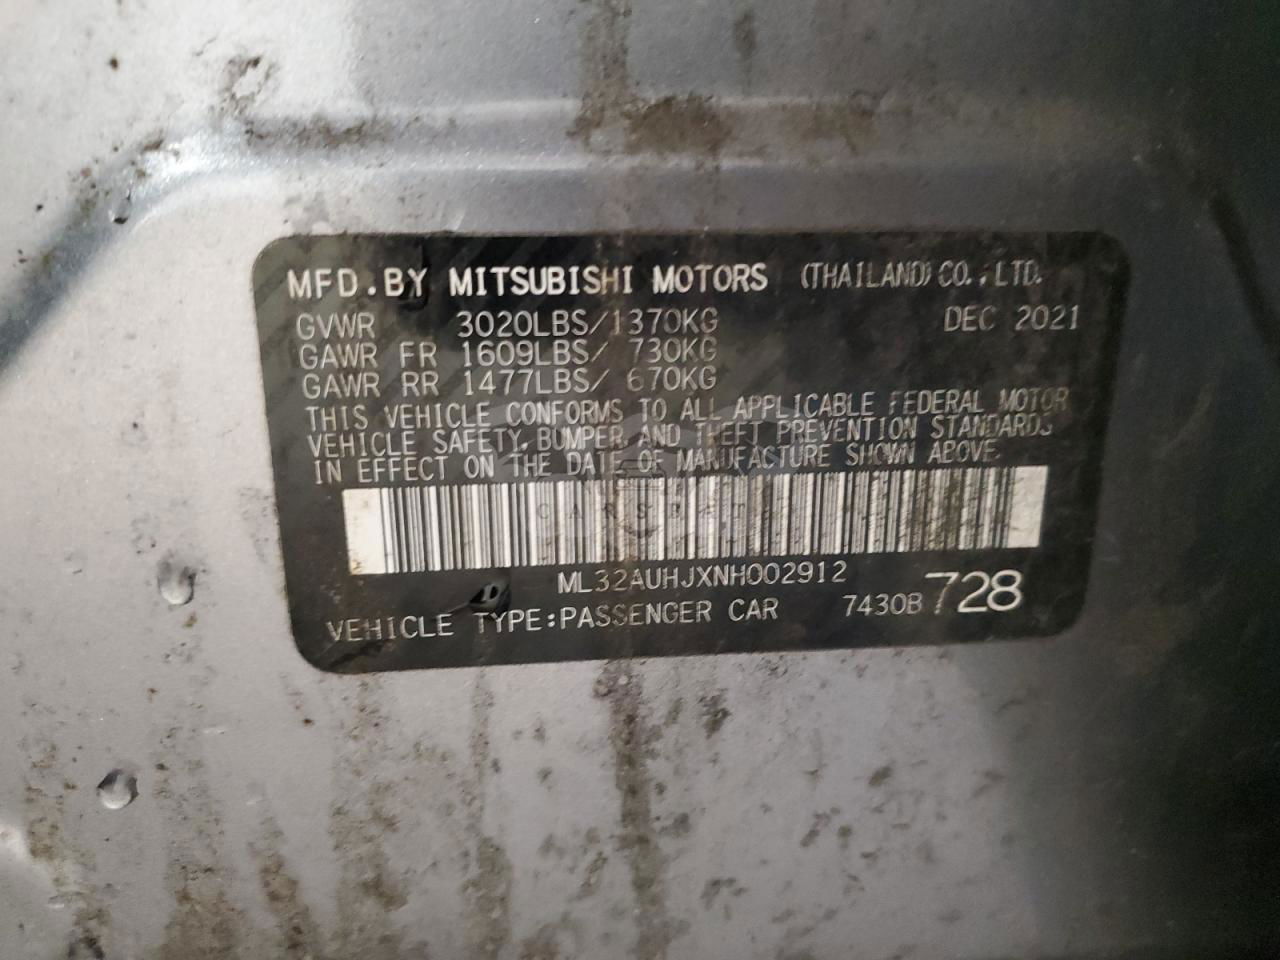 MFD.BY MITSUBISHI MOTORS (THAILAND) CO.,LTD.
GVWR 3020LBS/1370KG DEC 2021
GAWR FR 1609LBS/ 730KG
GAWR RR 1477LBS/ 670KG
THIS VEHICLE CONFORMS TO ALL APPLICABLE FEDERAL MOTOR
VEHICLE SAFETY, BUMPER, AND THEFT PREVENTION STANDARDS
IN EFFECT ON THE DATE OF MANUFACTURE SHOWN ABOVE.
ML32AUHJXNH002912
VEHICLE TYPE:PASSENGER CAR 7430B 728